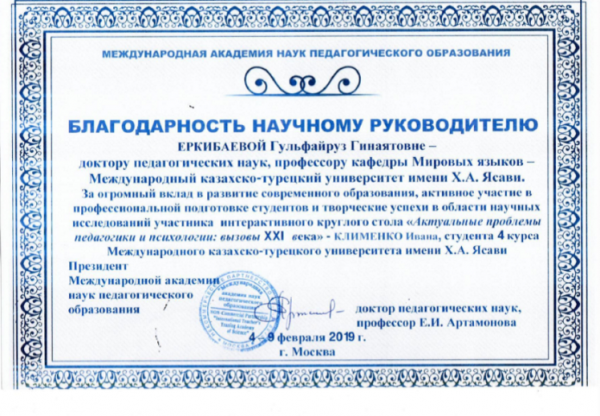 МЕЖДУНАРОДНАЯ АКАДЕМИЯ НАУК ПЕДАГОГИЧЕСКОГО ОБРАЗОВАНИЯ
БЛАГОДАРНОСТЬ НАУЧНОМУ РУКОВОДИТЕЛЮ
ЕРКИБАЕВОЙ Гульфайруз Гинаятовне –
доктору педагогических наук, профессору кафедры Мировых языков –
Международный казахско-турецкий университет имени Х.А. Ясави.
За огромный вклад в развитие современного образования, активное участие в
профессиональной подготовке студентов и творческие успехи в области научных
исследований участника интерактивного круглого стола «Актуальные проблемы
педагогики и психологии: вызовы XXI века» - КЛИМЕНКО Ивана, студента 4 курса
Международного казахско-турецкого университета имени Х.А. Ясави
Президент
Международной академии
наук педагогического
образования
доктор педагогических наук,
профессор Е.И. Артамонова
4 – 9 февраля 2019 г.
г. Москва